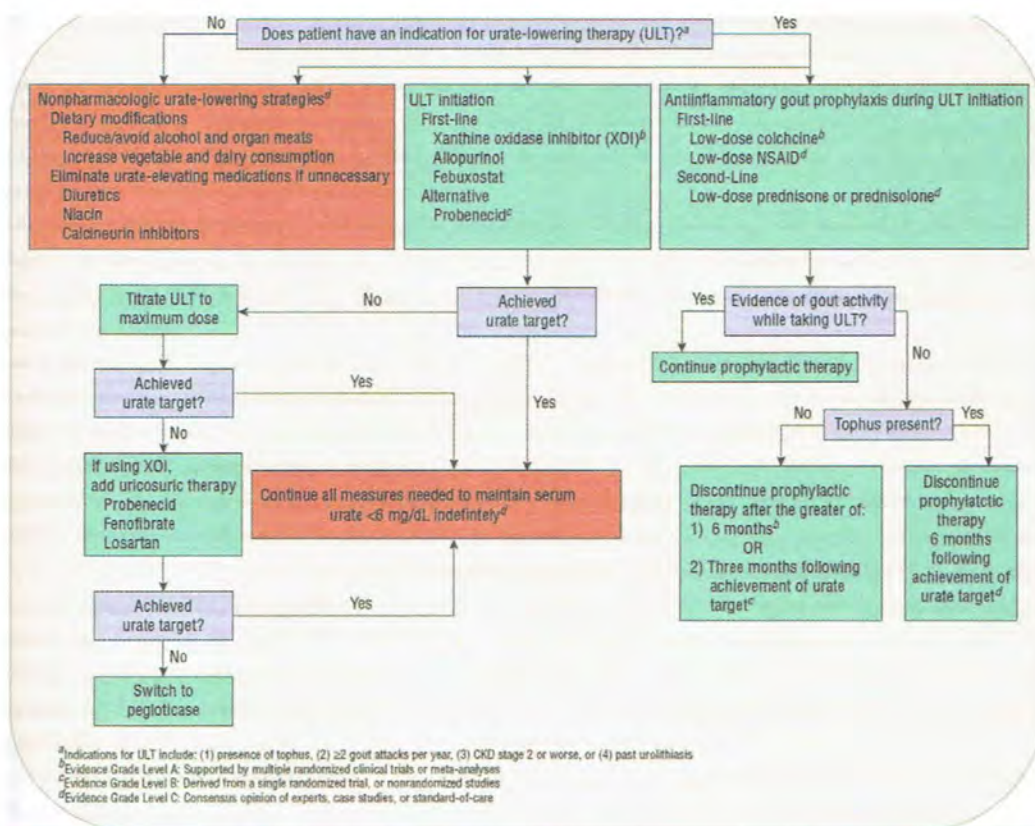 No
Does patient have an indication for urate-lowering therapy (ULT)?a
Yes
Nonpharmacologic urate-lowering strategiesd
Dietary modifications
Reduce/avoid alcohol and organ meats
Increase vegetable and dairy consumption
Eliminate urate-elevating medications if unnecessary
Diuretics
Niacin
Calcineurin inhibitors
ULT initiation
First-line
Xanthine oxidase inhibitor (XOI)b
Allopurinol
Febuxostat
Alternative
Probenecidc
Antiinflammatory gout prophylaxis during ULT initiation
First-line
Low-dose colchcineb
Low-dose NSAIDd
Second-Line
Low-dose prednisone or prednisoloned
Titrate ULT to
maximum dose
No
Achieved
urate target?
Yes
Evidence of gout activity
while taking ULT?
Continue prophylactic therapy
No
Achieved
urate target?
Yes
Yes
No
Tophus present?
Yes
No
If using XOI,
add uricosuric therapy
Probenecid
Fenofibrate
Losartan
Continue all measures needed to maintain serum
urate <6 mg/dL indefintelyd
Discontinue prophylactic
therapy after the greater of:
1) 6 monthsb
OR
2) Three months following
achievement of urate
targetc
Discontinue
prophylatctic
therapy
6 months
following
achievement of
urate targetd
Achieved
urate target?
Yes
No
Switch to
pegloticase
aIndications for ULT include: (1) presence of tophus, (2) ≥2 gout attacks per year, (3) CKD stage 2 or worse, or (4) past urolithiasis
bEvidence Grade Level A: Supported by multiple randomized clinical trials or meta-analyses
cEvidence Grade Level B: Derived from a single randomized trial, or nonrandomized studies
dEvidence Grade Level C: Consensus opinion of experts, case studies, or standard-of-care